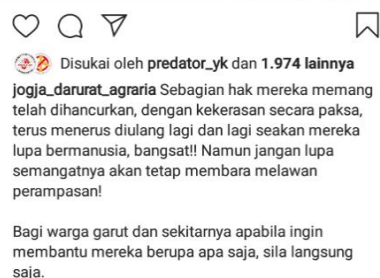 Disukai oleh predator_yk dan 1.974 lainnya
jogja_darurat_agraria Sebagian hak mereka memang
telah dihancurkan, dengan kekerasan secara paksa,
terus menerus diulang lagi dan lagi seakan mereka
lupa bermanusia, bangsat!! Namun jangan lupa
semangatnya akan tetap membara melawan
perampasan!
Bagi warga garut dan sekitarnya apabila ingin
membantu mereka berupa apa saja, sila langsung
saja.